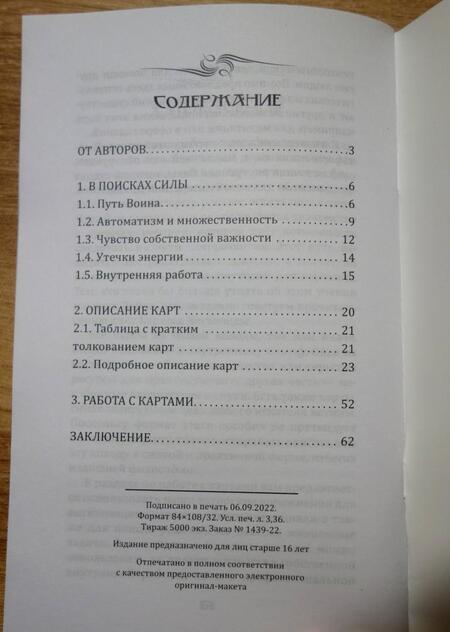 СОДЕРЖАНИЕ
ОТ АВТОРОВ. 3
1. В ПОИСКАХ СИЛЫ 6
1.1. Путь Воина. 6
1.2. Автоматизм и множественность 9
1.3. Чувство собственной важности 12
1.4. Утечки энергии 14
1.5. Внутренняя работа 15
2. ОПИСАНИЕ КАРТ 20
2.1. Таблица с кратким 21
толкованием карт 21
2.2. Подробное описание карт 23
3. РАБОТА С КАРТАМИ. 52
ЗАКЛЮЧЕНИЕ. 62
Подписано в печать 06.09.2022.
Формат 84×108/32. Усл. печ. л. 3,36.
Тираж 5000 экз. Заказ № 1439-22.
Издание предназначено для лиц старше 16 лет
Отпечатано в полном соответствии
с качеством предоставленного электронного
оригинал-макета